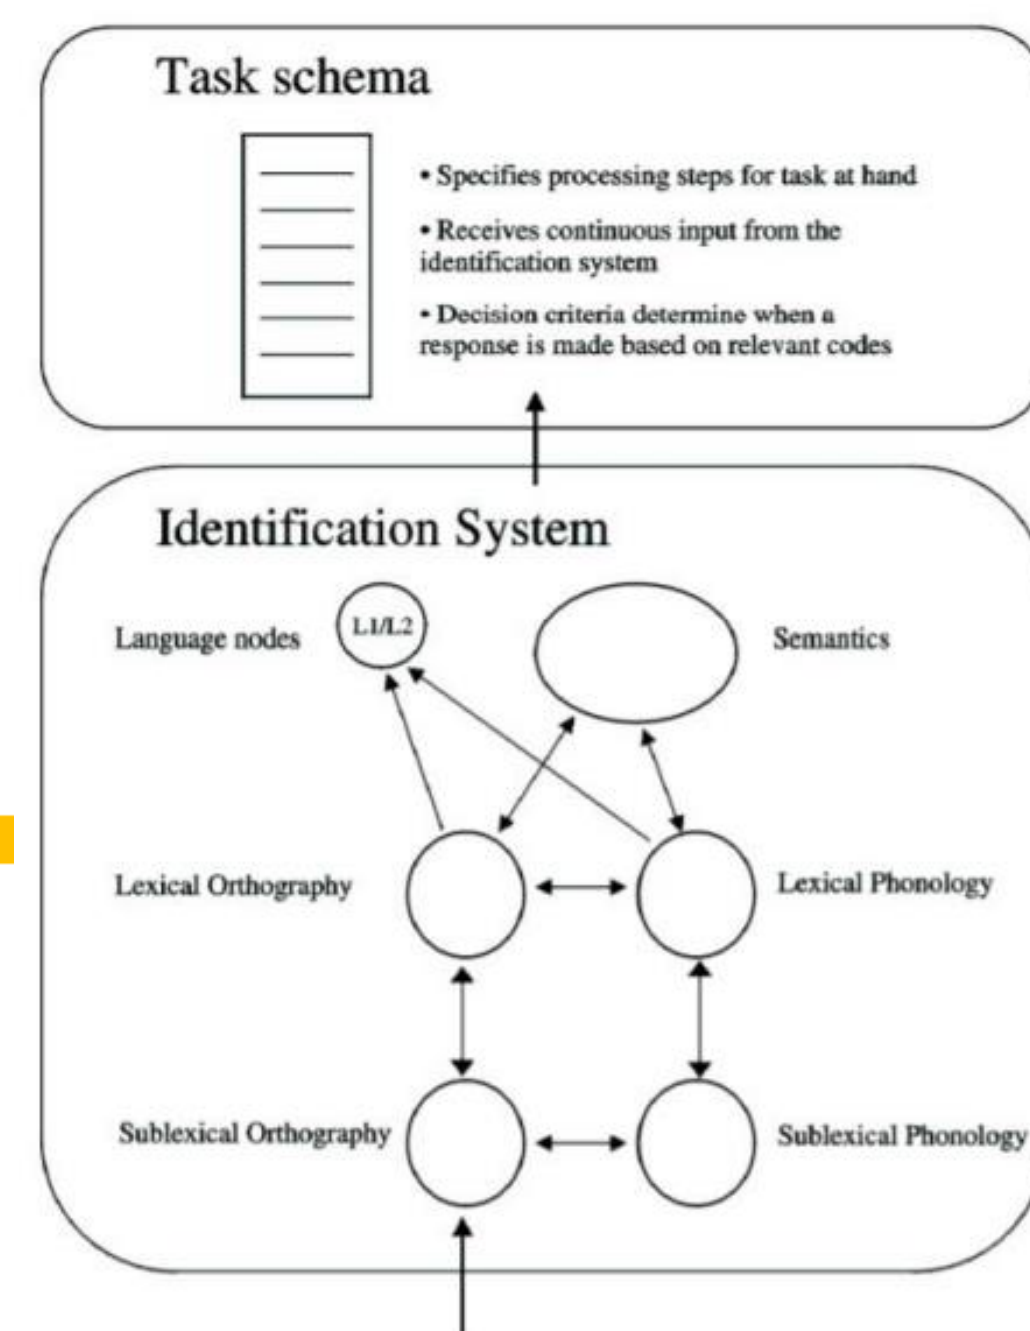 Task schema
• Specifies processing steps for task at hand
• Receives continuous input from the
identification system
• Decision criteria determine when a
response is made based on relevant codes
Identification System
Language nodes
L1/L2
Semantics
Lexical Orthography
Lexical Phonology
Sublexical Orthography
Sublexical Phonology